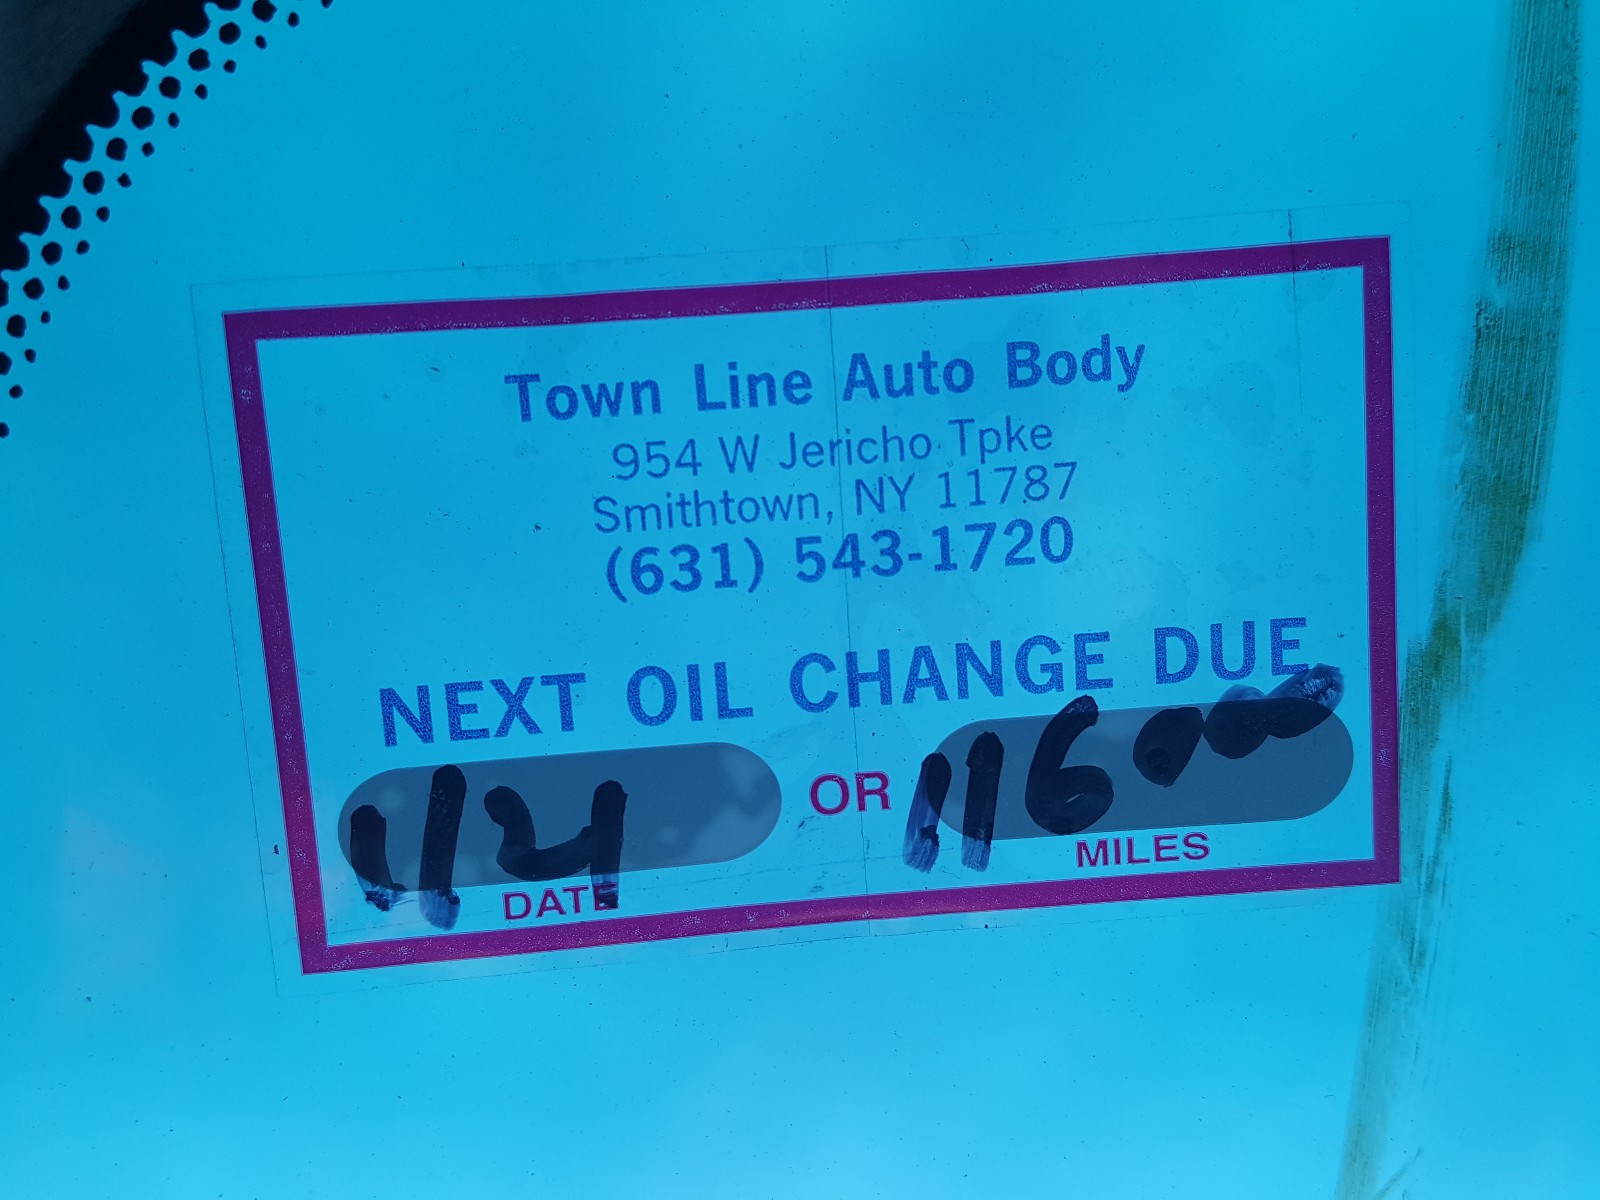 Town Line Auto Body
954 W Jericho Tpke
Smithtown, NY 11787
(631) 543-1720
NEXT OIL CHANGE DUE
1/24 OR 116000
DATE MILES